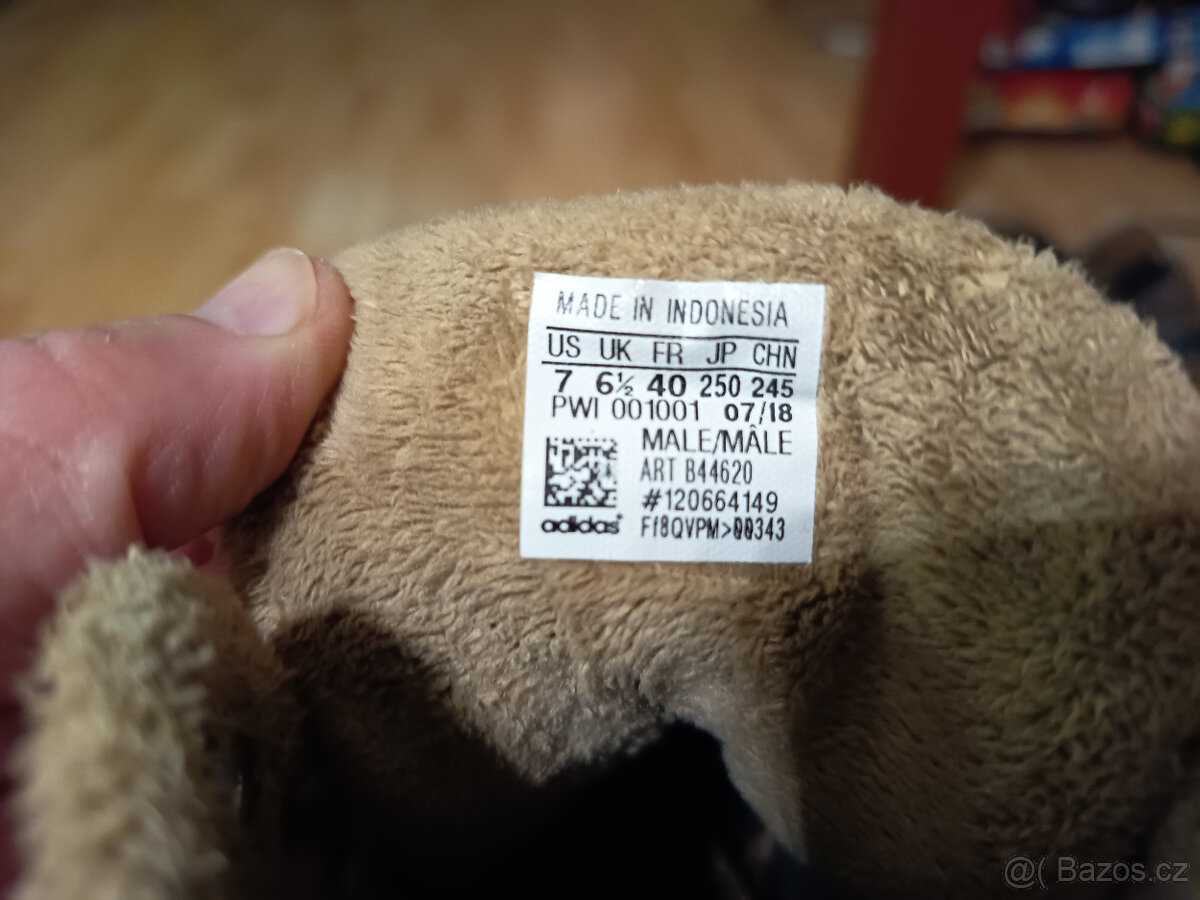 MADE IN INDONESIA
US UK FR JP CHN
7 6½ 40 250 245
PWI 001001 07/18
MALE/MÂLE
ART B44620
#120664149
adidas® Ff8QVPM>00343
@( Bazos.cz